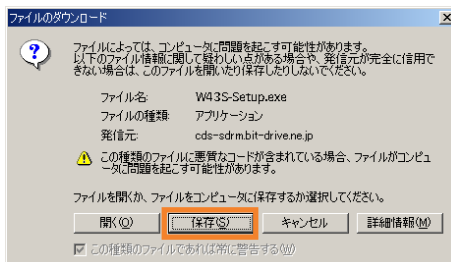 ファイルのダウンロード
ファイルによっては、コンピュータに問題を起こす可能性があります。
以下のファイル情報に関して疑わしい点がある場合や、発信元が完全に信用で
きない場合は、このファイルを開いたり保存したりしないでください。
ファイル名: W43S-Setup.exe
ファイルの種類: アプリケーション
発信元: cds-sdrm.bit-drive.ne.jp
この種類のファイルに悪質なコードが含まれている場合、ファイルがコンピュ
ータに問題を起こす可能性があります。
ファイルを開くか、ファイルをコンピュータに保存するか選択してください。
開く(O) 保存(S) キャンセル 詳細情報(M)
この種類のファイルであれば常に警告する(W)